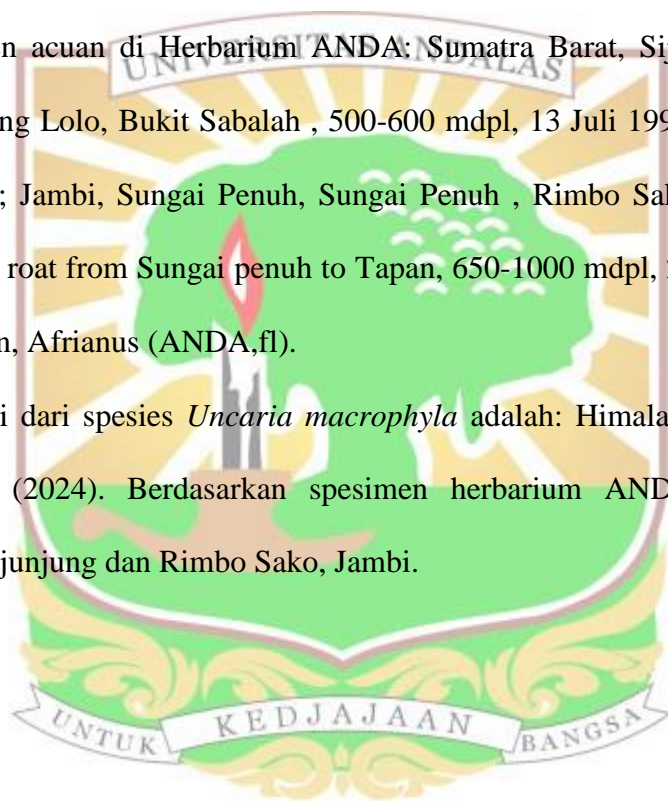 UNIVERSITAS ANDALAS
en acuan di Herbarium ANDA: Sumatra Barat, Sij
ng Lolo, Bukit Sabalah , 500-600 mdpl, 13 Juli 199
; Jambi, Sungai Penuh, Sungai Penuh , Rimbo Sal
roat from Sungai penuh to Tapan, 650-1000 mdpl,
n, Afrianus (ANDA,fl).
i dari spesies Uncaria macrophyla adalah: Himala
(2024). Berdasarkan spesimen herbarium AND
junjung dan Rimbo Sako, Jambi.
UNTUK KEDJAJAAN BANGSA